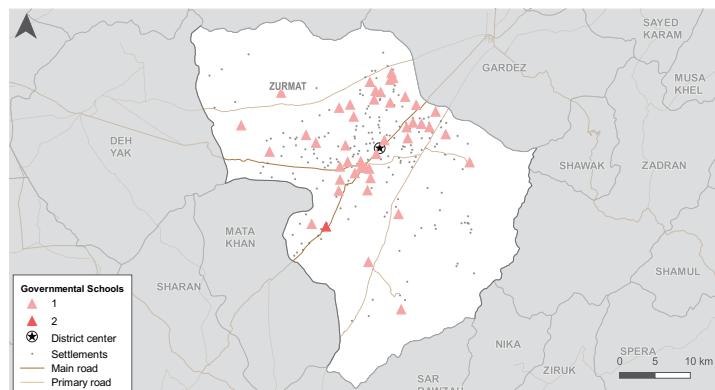 SAYED
KARAM
GARDEZ
MUSA
KHEL
ZURMAT
DEH
YAK
SHAWAK
ZADRAN
MATA
KHAN
SHARAN
SHAMUL
NIKA
SPERA
ZIRUK
SAR
RAWZAH
Governmental Schools
1
2
District center
Settlements
Main road
Primary road
0 5 10 km